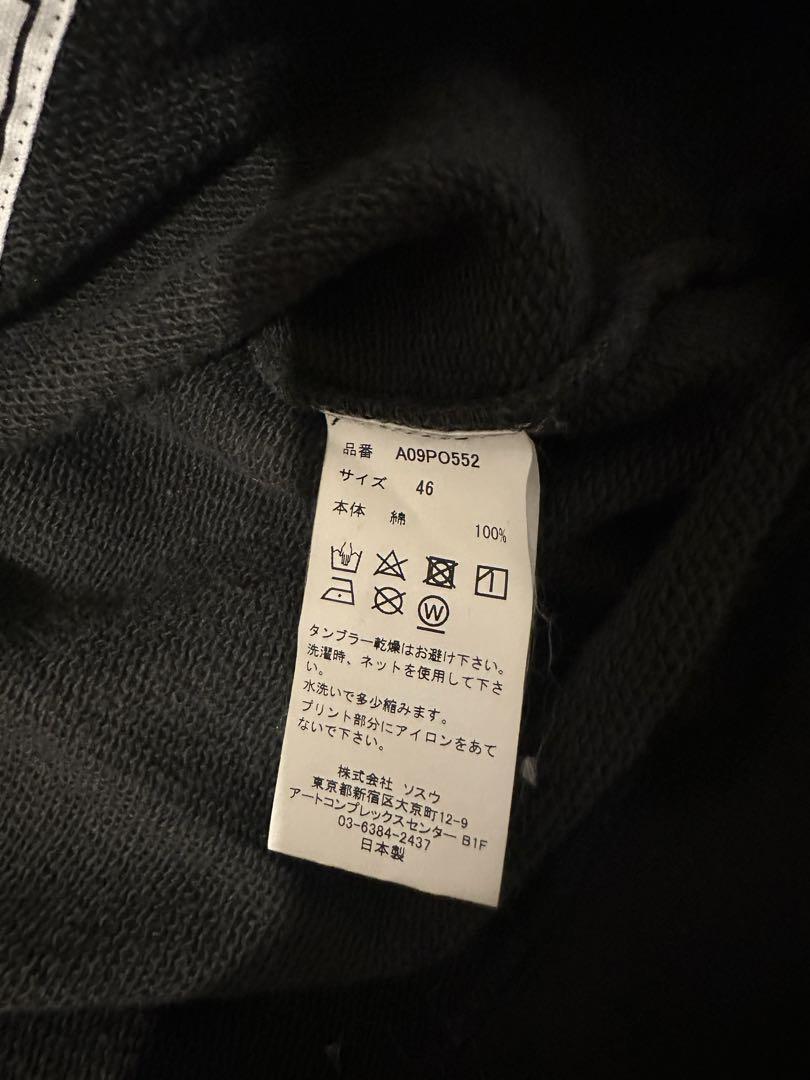 品番 A09PO552
サイズ 46
本体 綿 100%
W
タンブラー乾燥はお避け下さい。
洗濯時、ネットを使用して下さ
い。
水洗いで多少縮みます。
プリント部分にアイロンをあて
ないで下さい。
株式会社 ソスウ
東京都新宿区大京町12-9
アートコンプレックスセンター B1F
03-6384-2437
日本製